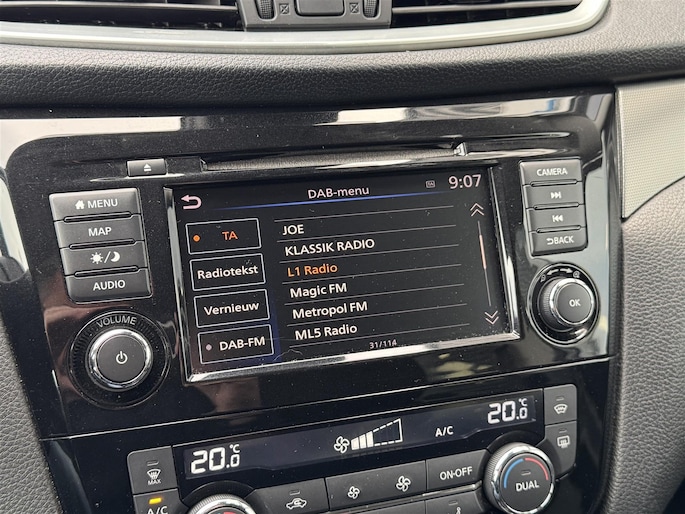 DAB-menu
TA
9:07
TA
Radiotekst
Vernieuw
DAB-FM
JOE
KLASSIK RADIO
L1 Radio
Magic FM
Metropol FM
ML5 Radio
31/114
MENU
MAP
AUDIO
VOLUME
CAMERA
BACK
OK
20.0 °C
A/C
20.0 °C
MAX
A/C
ON·OFF
DUAL